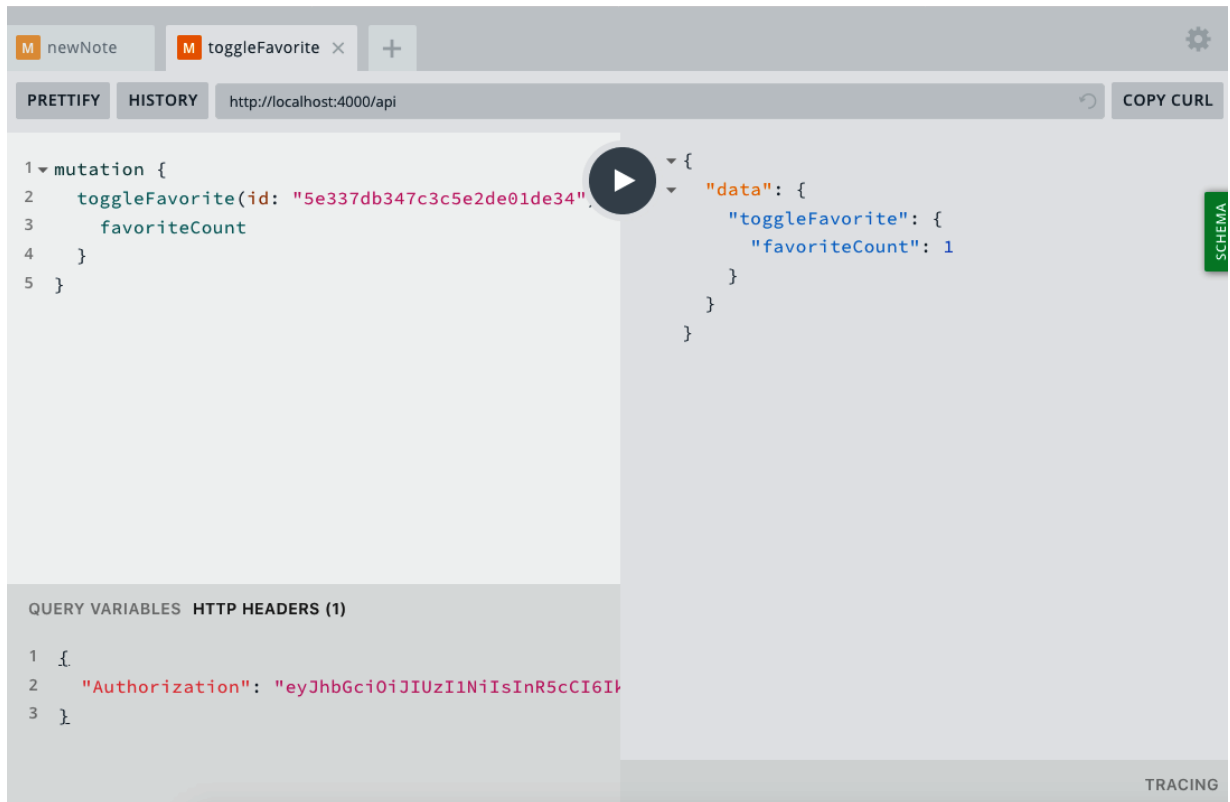 M newNote
M toggleFavorite × +
PRETTIFY HISTORY http://localhost:4000/api COPY CURL
1 mutation {
2 toggleFavorite(id: "5e337db347c3c5e2de01de34"
3 favoriteCount
4 }
5 }
{
"data": {
"toggleFavorite": {
"favoriteCount": 1
}
}
}
SCHEMA
QUERY VARIABLES HTTP HEADERS (1)
1 {
2 "Authorization": "eyJhbGciOiJIUzI1NiIsInR5cCI6Ik
3 }
TRACING